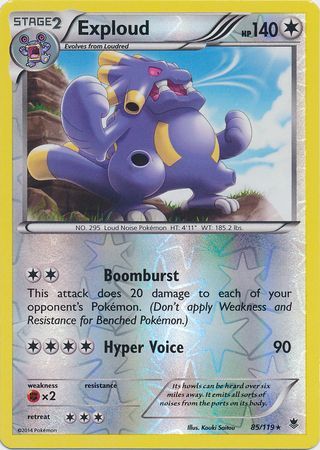 STAGE2
Exploud
HP140
Evolves from Loudred
NO. 295 Loud Noise Pokémon HT: 4'11" WT: 185.2 lbs.
Boomburst
This attack does 20 damage to each of your
opponent's Pokémon. (Don't apply Weakness and
Resistance for Benched Pokémon.)
Hyper Voice 90
weakness resistance
×2
retreat
Its howls can be heard over six
miles away. It emits all sorts of
noises from the ports on its body.
©2014 Pokémon
Illus. Kouki Saitou
85/119★